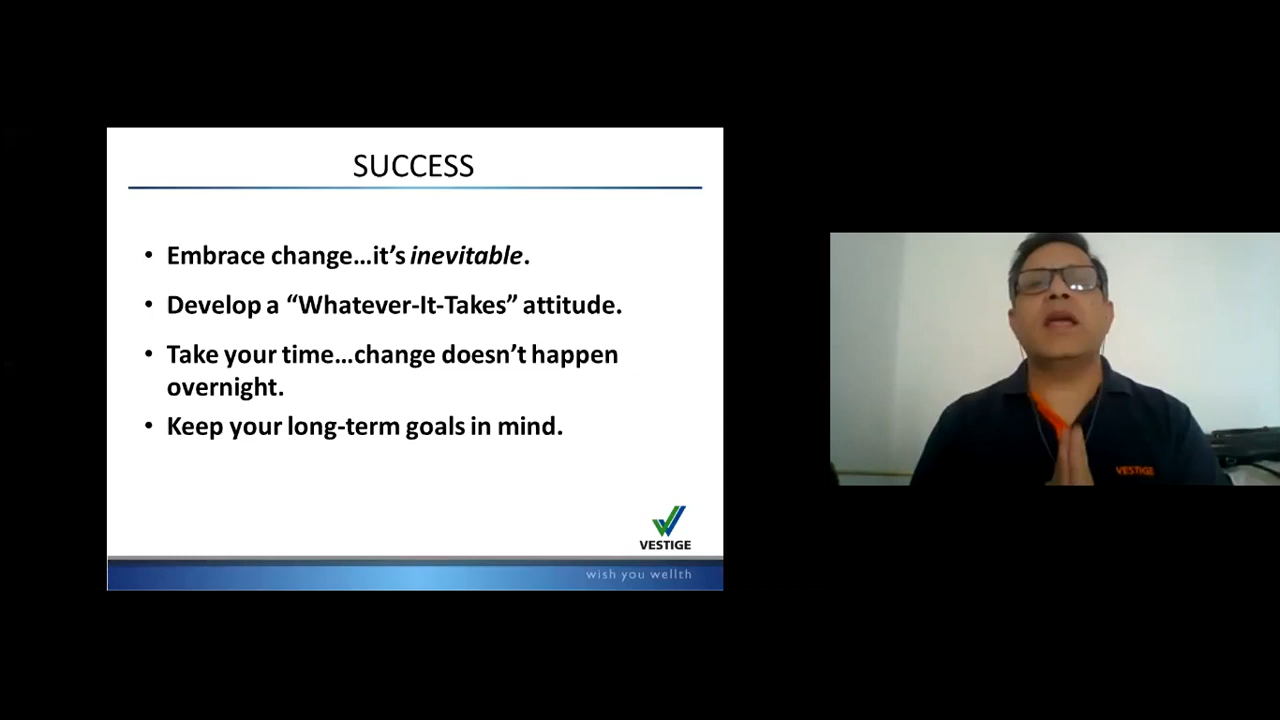 SUCCESS
• Embrace change…it’s inevitable.
• Develop a “Whatever-It-Takes” attitude.
• Take your time…change doesn’t happen
overnight.
• Keep your long-term goals in mind.
VESTIGE
wish you wellth
VESTIGE